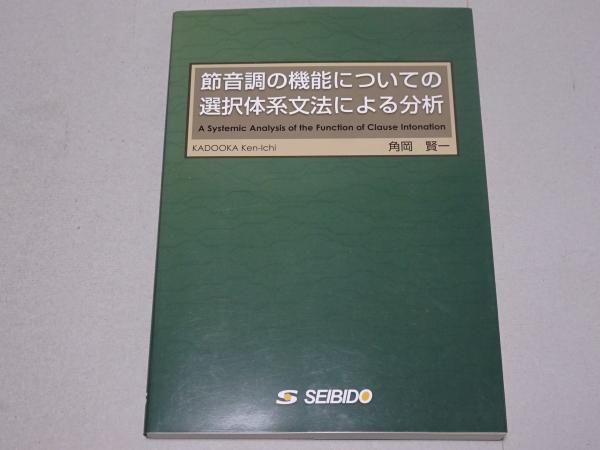 節音調の機能についての
選択体系文法による分析
A Systemic Analysis of the Function of Clause Intonation
KADOOKA Ken-Ichi 角岡 賢一
SEIBIDO